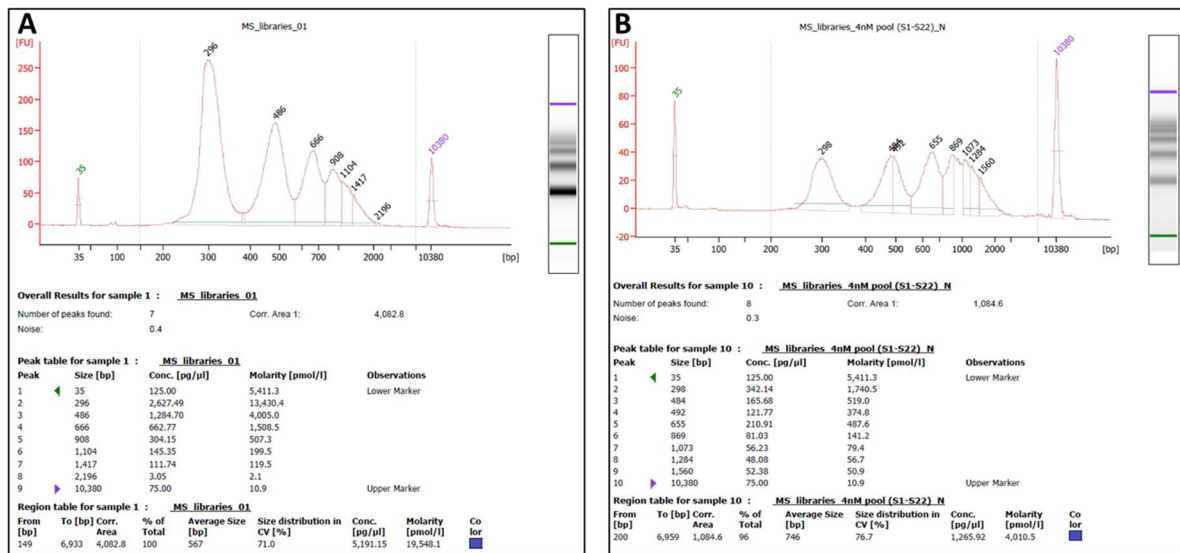 A
MS_libraries_01
[FU]
250
200
150
100
50
0
35
296
486
666
908
1104
1417
2196
10380
35 100 200 300 500 700 2000 10380 [bp]
Overall Results for sample 1 : MS_libraries_01
Number of peaks found: 7 Corr. Area 1: 4,082.8
Noise: 0.4
Peak table for sample 1 : MS_libraries_01
Peak Size [bp] Conc. [pg/µl] Molarity [pmol/l] Observations
1 35 125.00 5,411.3 Lower Marker
2 296 2,627.49 13,430.4
3 486 1,284.70 4,005.0
4 666 662.77 1,508.5
5 908 304.15 507.3
6 1,104 145.35 199.5
7 1,417 111.74 119.5
8 2,196 3.05 2.1
9 10,380 75.00 10.9 Upper Marker
Region table for sample 1 : MS_libraries_01
From [bp] To [bp] Corr. Area % of Total Average Size [bp] Size distribution in CV [%] Conc. [pg/µl] Molarity [pmol/l] Co lor
149 6,933 4,082.8 100 567 71.0 5,191.15 19,548.1
B
MS_libraries_4nM pool (S1-S22)_N
[FU]
100
80
60
40
20
0
-20
35
298
484
492
655
869
1073
1284
1560
10380
35 100 200 300 400 500 700 1000 2000 10380 [bp]
Overall Results for sample 10 : MS_libraries_4nM pool (S1-S22)_N
Number of peaks found: 8 Corr. Area 1: 1,084.6
Noise: 0.3
Peak table for sample 10 : MS_libraries_4nM pool (S1-S22)_N
Peak Size [bp] Conc. [pg/µl] Molarity [pmol/l] Observations
1 35 125.00 5,411.3 Lower Marker
2 298 342.14 1,740.5
3 484 165.68 519.0
4 492 121.77 374.8
5 655 210.91 487.6
6 869 81.03 141.2
7 1,073 56.23 79.4
8 1,284 48.08 56.7
9 1,560 52.38 50.9
10 10,380 75.00 10.9 Upper Marker
Region table for sample 10 : MS_libraries_4nM pool (S1-S22)_N
From [bp] To [bp] Corr. Area % of Total Average Size [bp] Size distribution in CV [%] Conc. [pg/µl] Molarity [pmol/l] Co lor
200 6,959 1,084.6 96 746 76.7 1,265.92 4,010.5